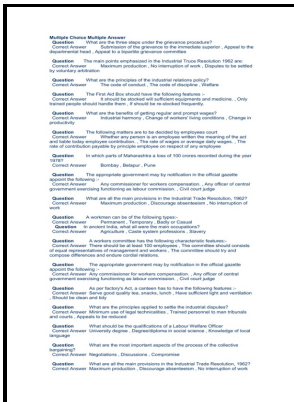 Multiple Choice Multiple Answer
Question What are the three steps under the grievance procedure?
Correct Answer Submission of the grievance to the immediate superior , Appeal to the
departmental head , Appeal to a bipartite grievance committee
Question The main points emphasized in the Industrial Truce Resolution 1962 are:
Correct Answer Maximum production , No interruption of work , Disputes to be settled
by voluntary arbitration
Question What are the principles of the industrial relations policy?
Correct Answer The code of conduct , The code of discipline , Welfare
Question The First Aid Box should have the following features :-
Correct Answer It should be stocked with sufficient equipments and medicine. , Only
trained people should handle them , It should be re-stocked frequently.
Question What are the benefits of getting regular and prompt wages?
Correct Answer Industrial harmony , Change of workers' living conditions , Change in
productivity
Question The following matters are to be decided by employees court
Correct Answer Whether any person is an employee written the meaning of the act
and liable today employee contribution. , The rate of wages or average daily wages. , The
rate of contribution payable by principle employee on respect of any employee
Question In which parts of Maharashtra a loss of 100 crores recorded during the year
Correct Answer Bombay , Belapur , Pune
Question The appropriate government may by notification in the official gazette
appoint the following :-
Correct Answer Any commissioner for workers compensation. , Any officer of central
government exercising functioning as labour commission. , Civil court judge
Question What are all the main provisions in the Industrial Truce Resolution, 1962?
Correct Answer Maximum production , Discourage absenteeism , No interruption of
work
Question A workmen can be of the following types:-
Correct Answer Permanent , Temporary , Badly or Casual
Question In ancient India, what all were the main occupations?
Correct Answer Agriculture , Caste system professions , Slavery
Question A workers committee has the following characteristic features:-
Correct Answer There should be at least 100 employees , The committee should consists
of equal representatives of management and workers , The committee should try and
compose differences and endure cordial relations.
Question The appropriate government may by notification in the official gazette
appoint the following :-
Correct Answer Any commissioner for workers compensation. , Any officer of central
government exercising functioning as labour commission. , Civil court judge
Question As per factory's Act, a canteen has to have the following features :-
Correct Answer Serve good quality tea, snacks, lunch , Have sufficient light and ventilation
, Should be clean and tidy
Question What are the principles applied to settle the industrial disputes?
Correct Answer Minimum use of legal technicalities , Trained personnel to man tribunals
and courts , Appeals to be reduced
Question What should be the qualifications of a Labour Welfare Officer
Correct Answer University degree , Degree/diploma in social science , Knowledge of local
language
Question What are the most important aspects of the process of the collective
bargaining?
Correct Answer Negotiations , Discussions , Compromise
Question What are all the main provisions in the Industrial Truce Resolution, 1962?
Correct Answer Maximum production , Discourage absenteeism , No interruption of work